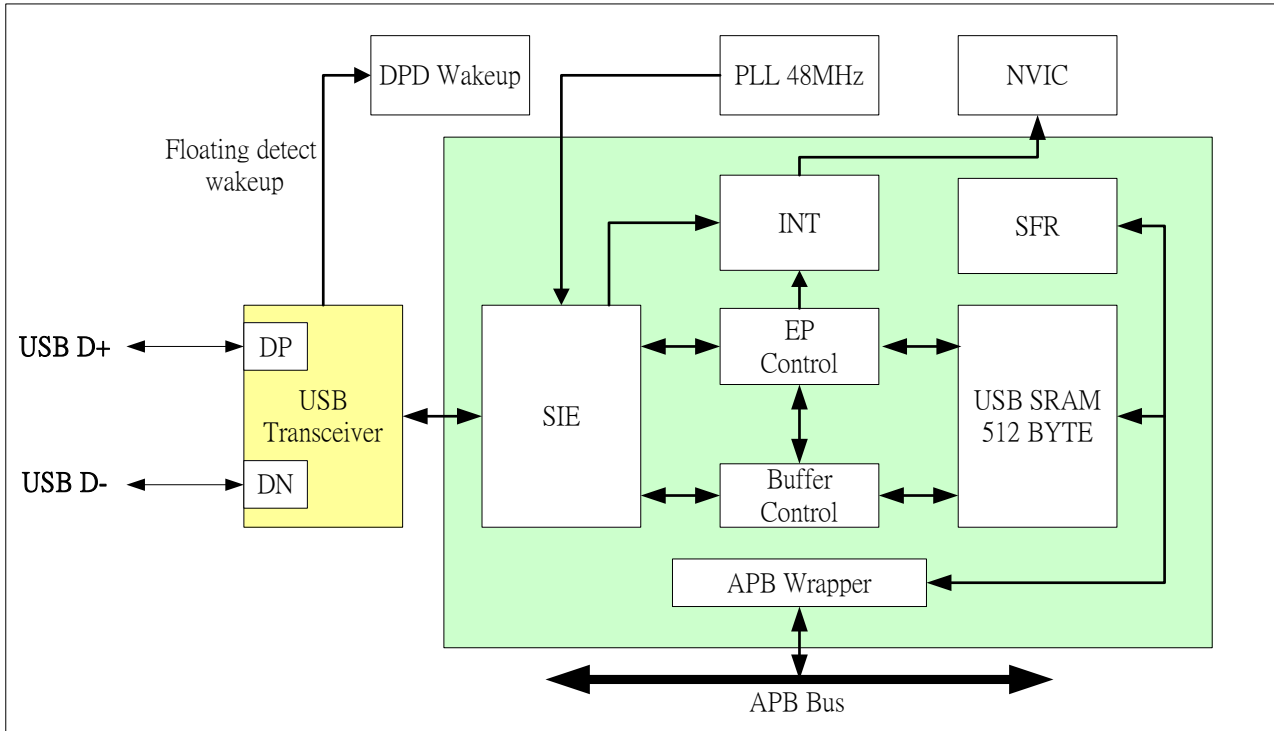 DPD Wakeup
PLL 48MHz
NVIC
Floating detect
wakeup
INT
SFR
USB D+
DP
USB
Transceiver
SIE
EP
Control
USB SRAM
512 BYTE
USB D-
DN
Buffer
Control
APB Wrapper
APB Bus